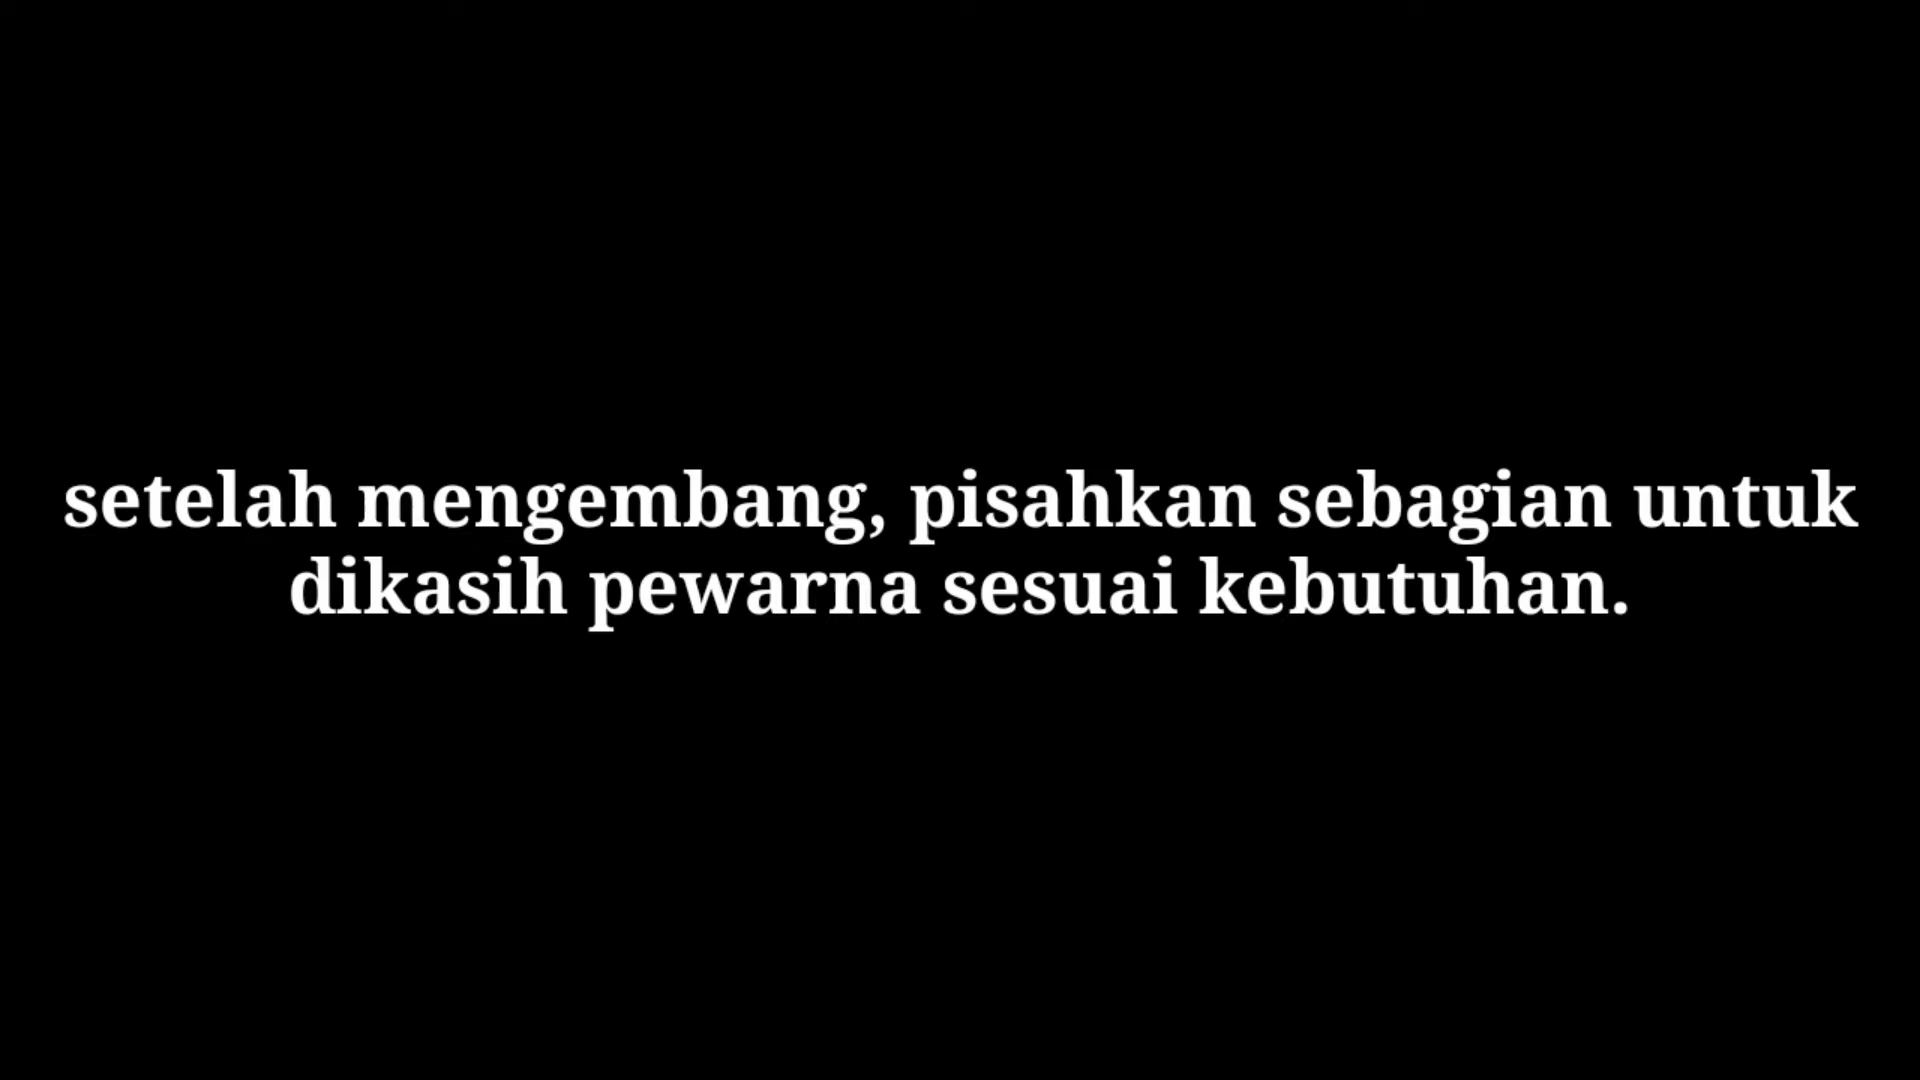 setelah mengembang, pisahkan sebagian untuk
dikasih pewarna sesuai kebutuhan.